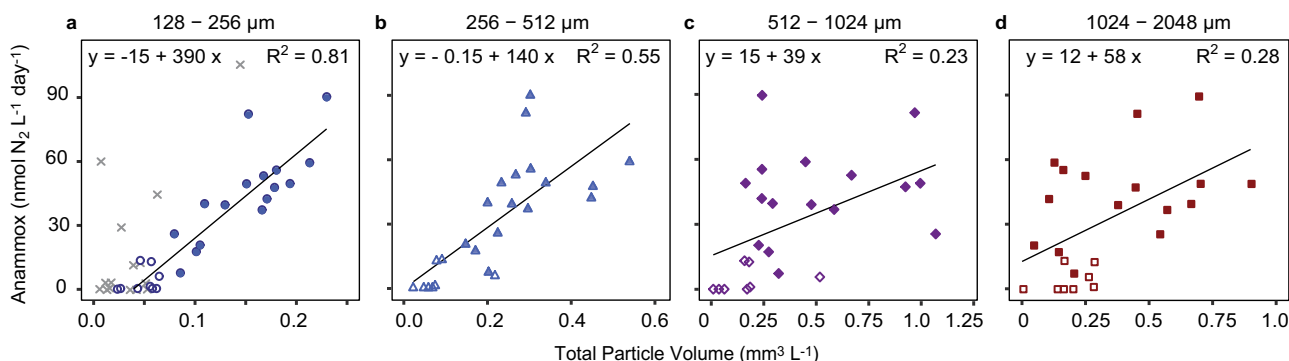 a 128 – 256 µm
b 256 – 512 µm
c 512 – 1024 µm
d 1024 – 2048 µm
y = -15 + 390 x R² = 0.81
y = - 0.15 + 140 x R² = 0.55
y = 15 + 39 x R² = 0.23
y = 12 + 58 x R² = 0.28
Anammox (nmol N₂ L⁻¹ day⁻¹)
90
60
30
0
0.0 0.1 0.2
0.0 0.2 0.4 0.6
0 0.25 0.5 0.75 1.0 1.25
0 0.25 0.5 0.75 1.0
Total Particle Volume (mm³ L⁻¹)